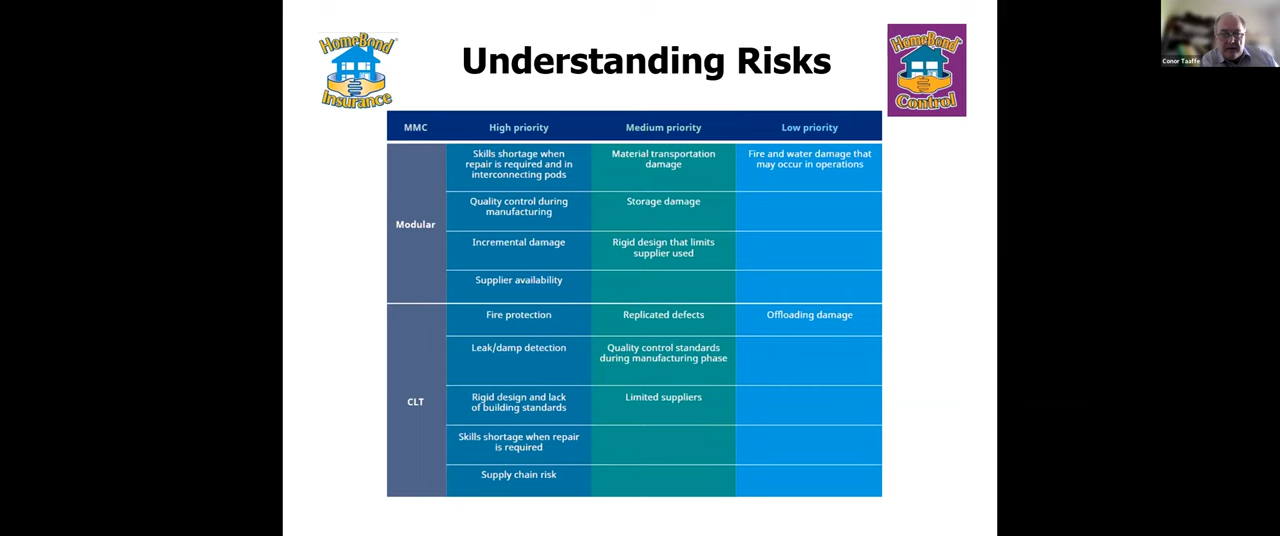 HomeBond
Insurance
Understanding Risks
HomeBond
Control
Conor Taaffe
MMC
High priority
Medium priority
Low priority
Modular
Skills shortage when
repair is required and in
interconnecting pods
Material transportation
damage
Fire and water damage that
may occur in operations
Quality control during
manufacturing
Storage damage
Incremental damage
Rigid design that limits
supplier used
Supplier availability
CLT
Fire protection
Replicated defects
Offloading damage
Leak/damp detection
Quality control standards
during manufacturing phase
Rigid design and lack
of building standards
Limited suppliers
Skills shortage when repair
is required
Supply chain risk